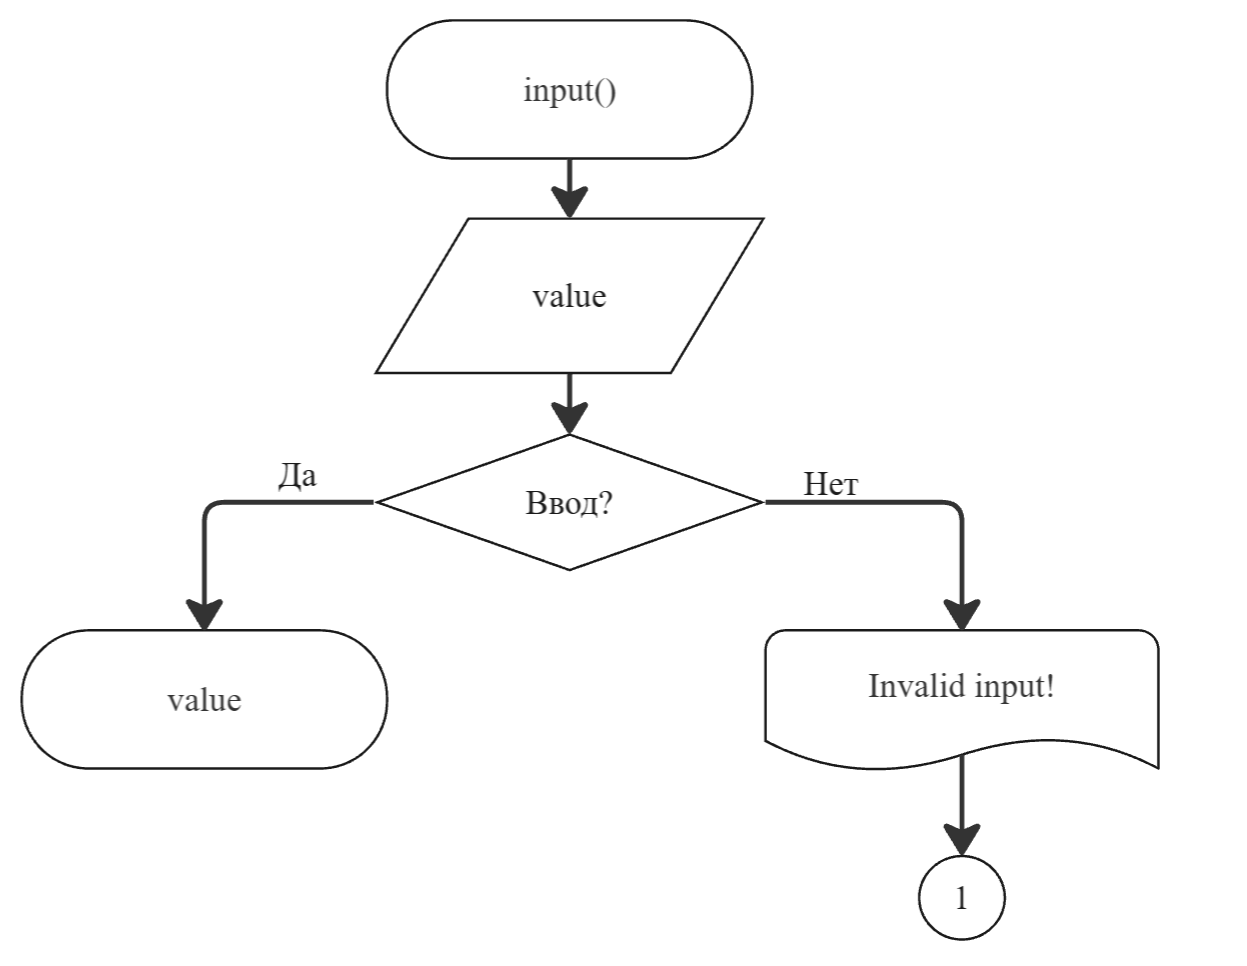 input()
value
Да
Ввод?
Нет
value
Invalid input!
1